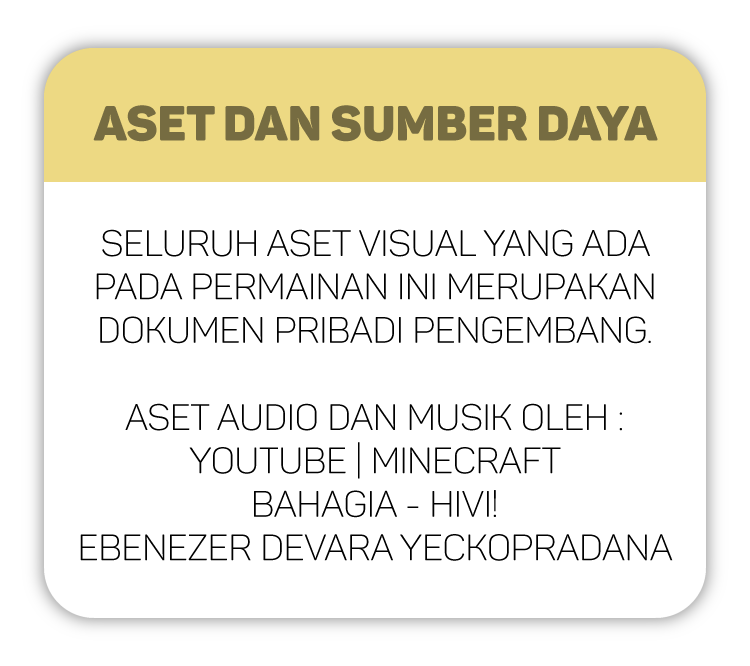 ASET DAN SUMBER DAYA
SELURUH ASET VISUAL YANG ADA
PADA PERMAINAN INI MERUPAKAN
DOKUMEN PRIBADI PENGEMBANG.
ASET AUDIO DAN MUSIK OLEH :
YOUTUBE | MINECRAFT
BAHAGIA - HIVI!
EBENEZER DEVARA YECKOPRADANA